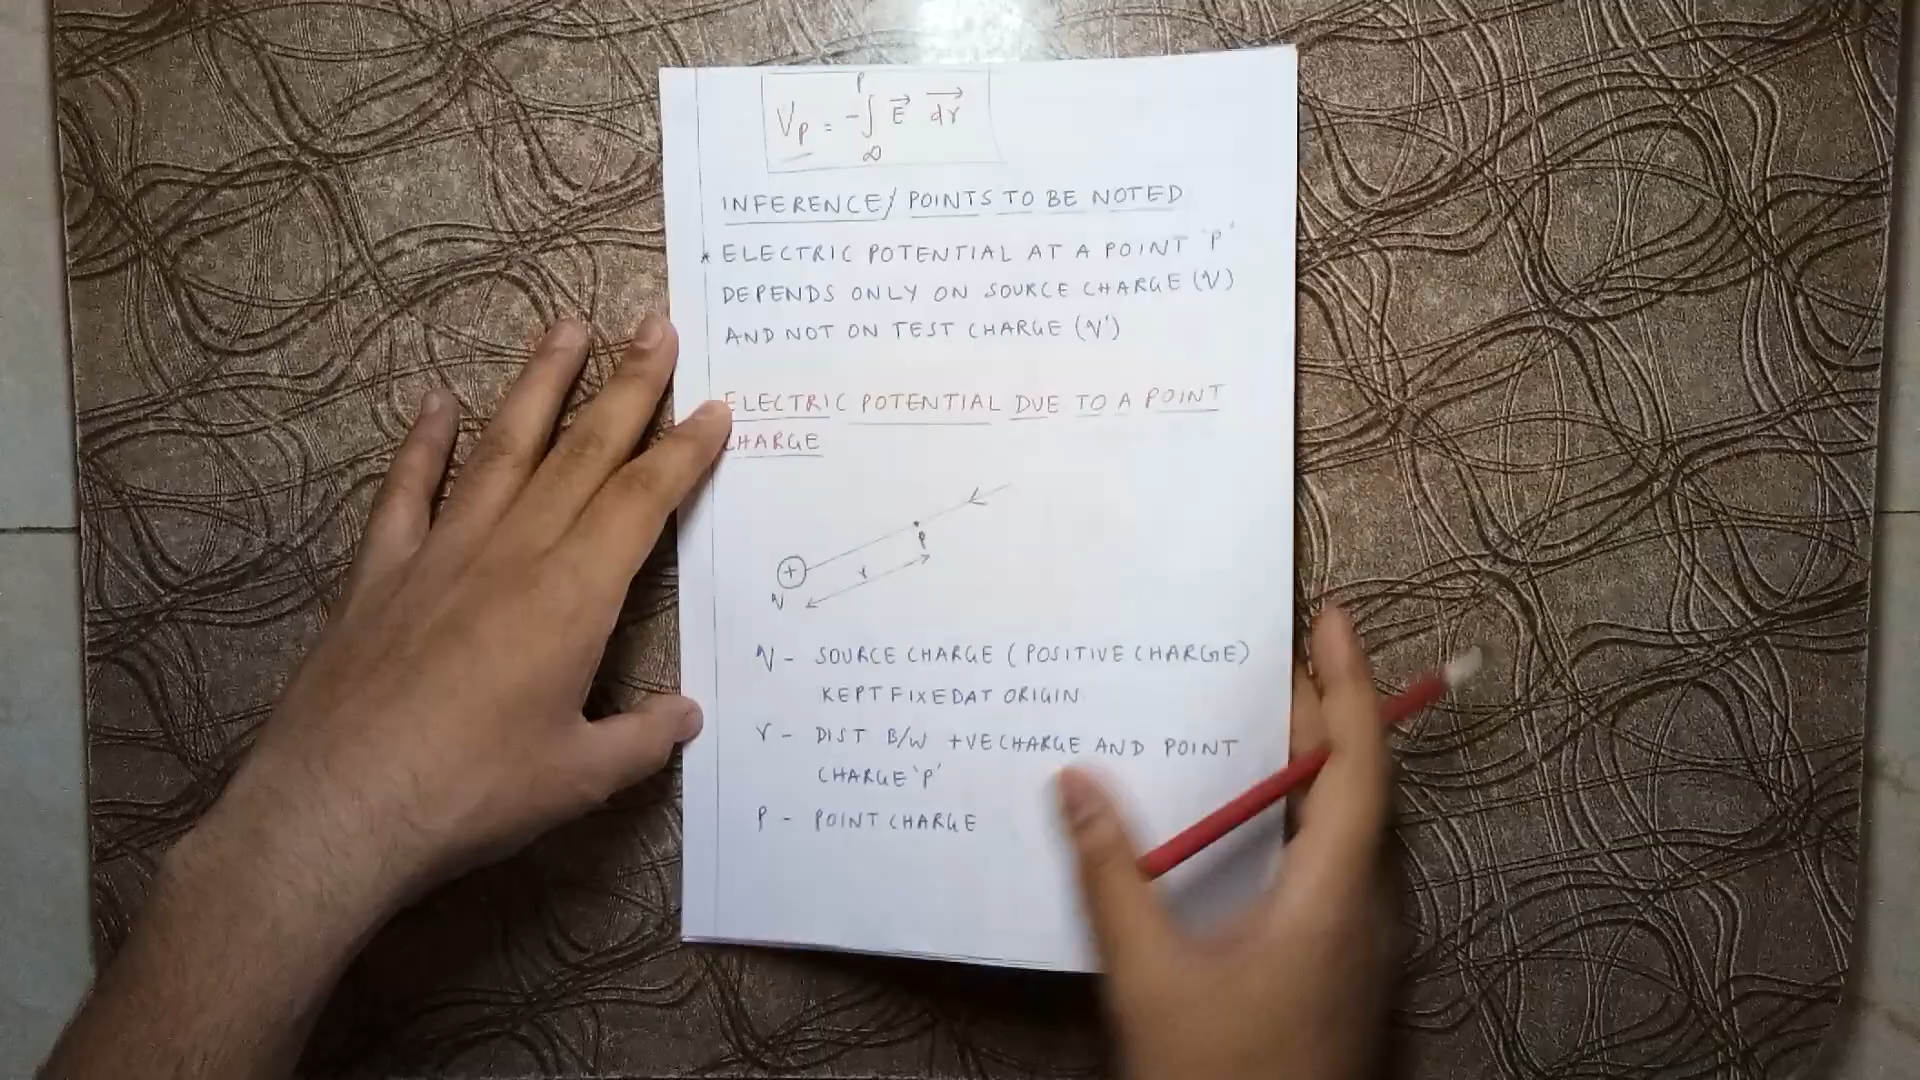 P
Vp = -∫ E⃗ dr⃗
∞
INFERENCE/ POINTS TO BE NOTED
* ELECTRIC POTENTIAL AT A POINT 'P'
DEPENDS ONLY ON SOURCE CHARGE (q)
AND NOT ON TEST CHARGE (q')
ELECTRIC POTENTIAL DUE TO A POINT
CHARGE
P
+
r
q
q - SOURCE CHARGE (POSITIVE CHARGE)
KEPT FIXED AT ORIGIN
r - DIST B/W +VE CHARGE AND POINT
CHARGE 'P'
P - POINT CHARGE